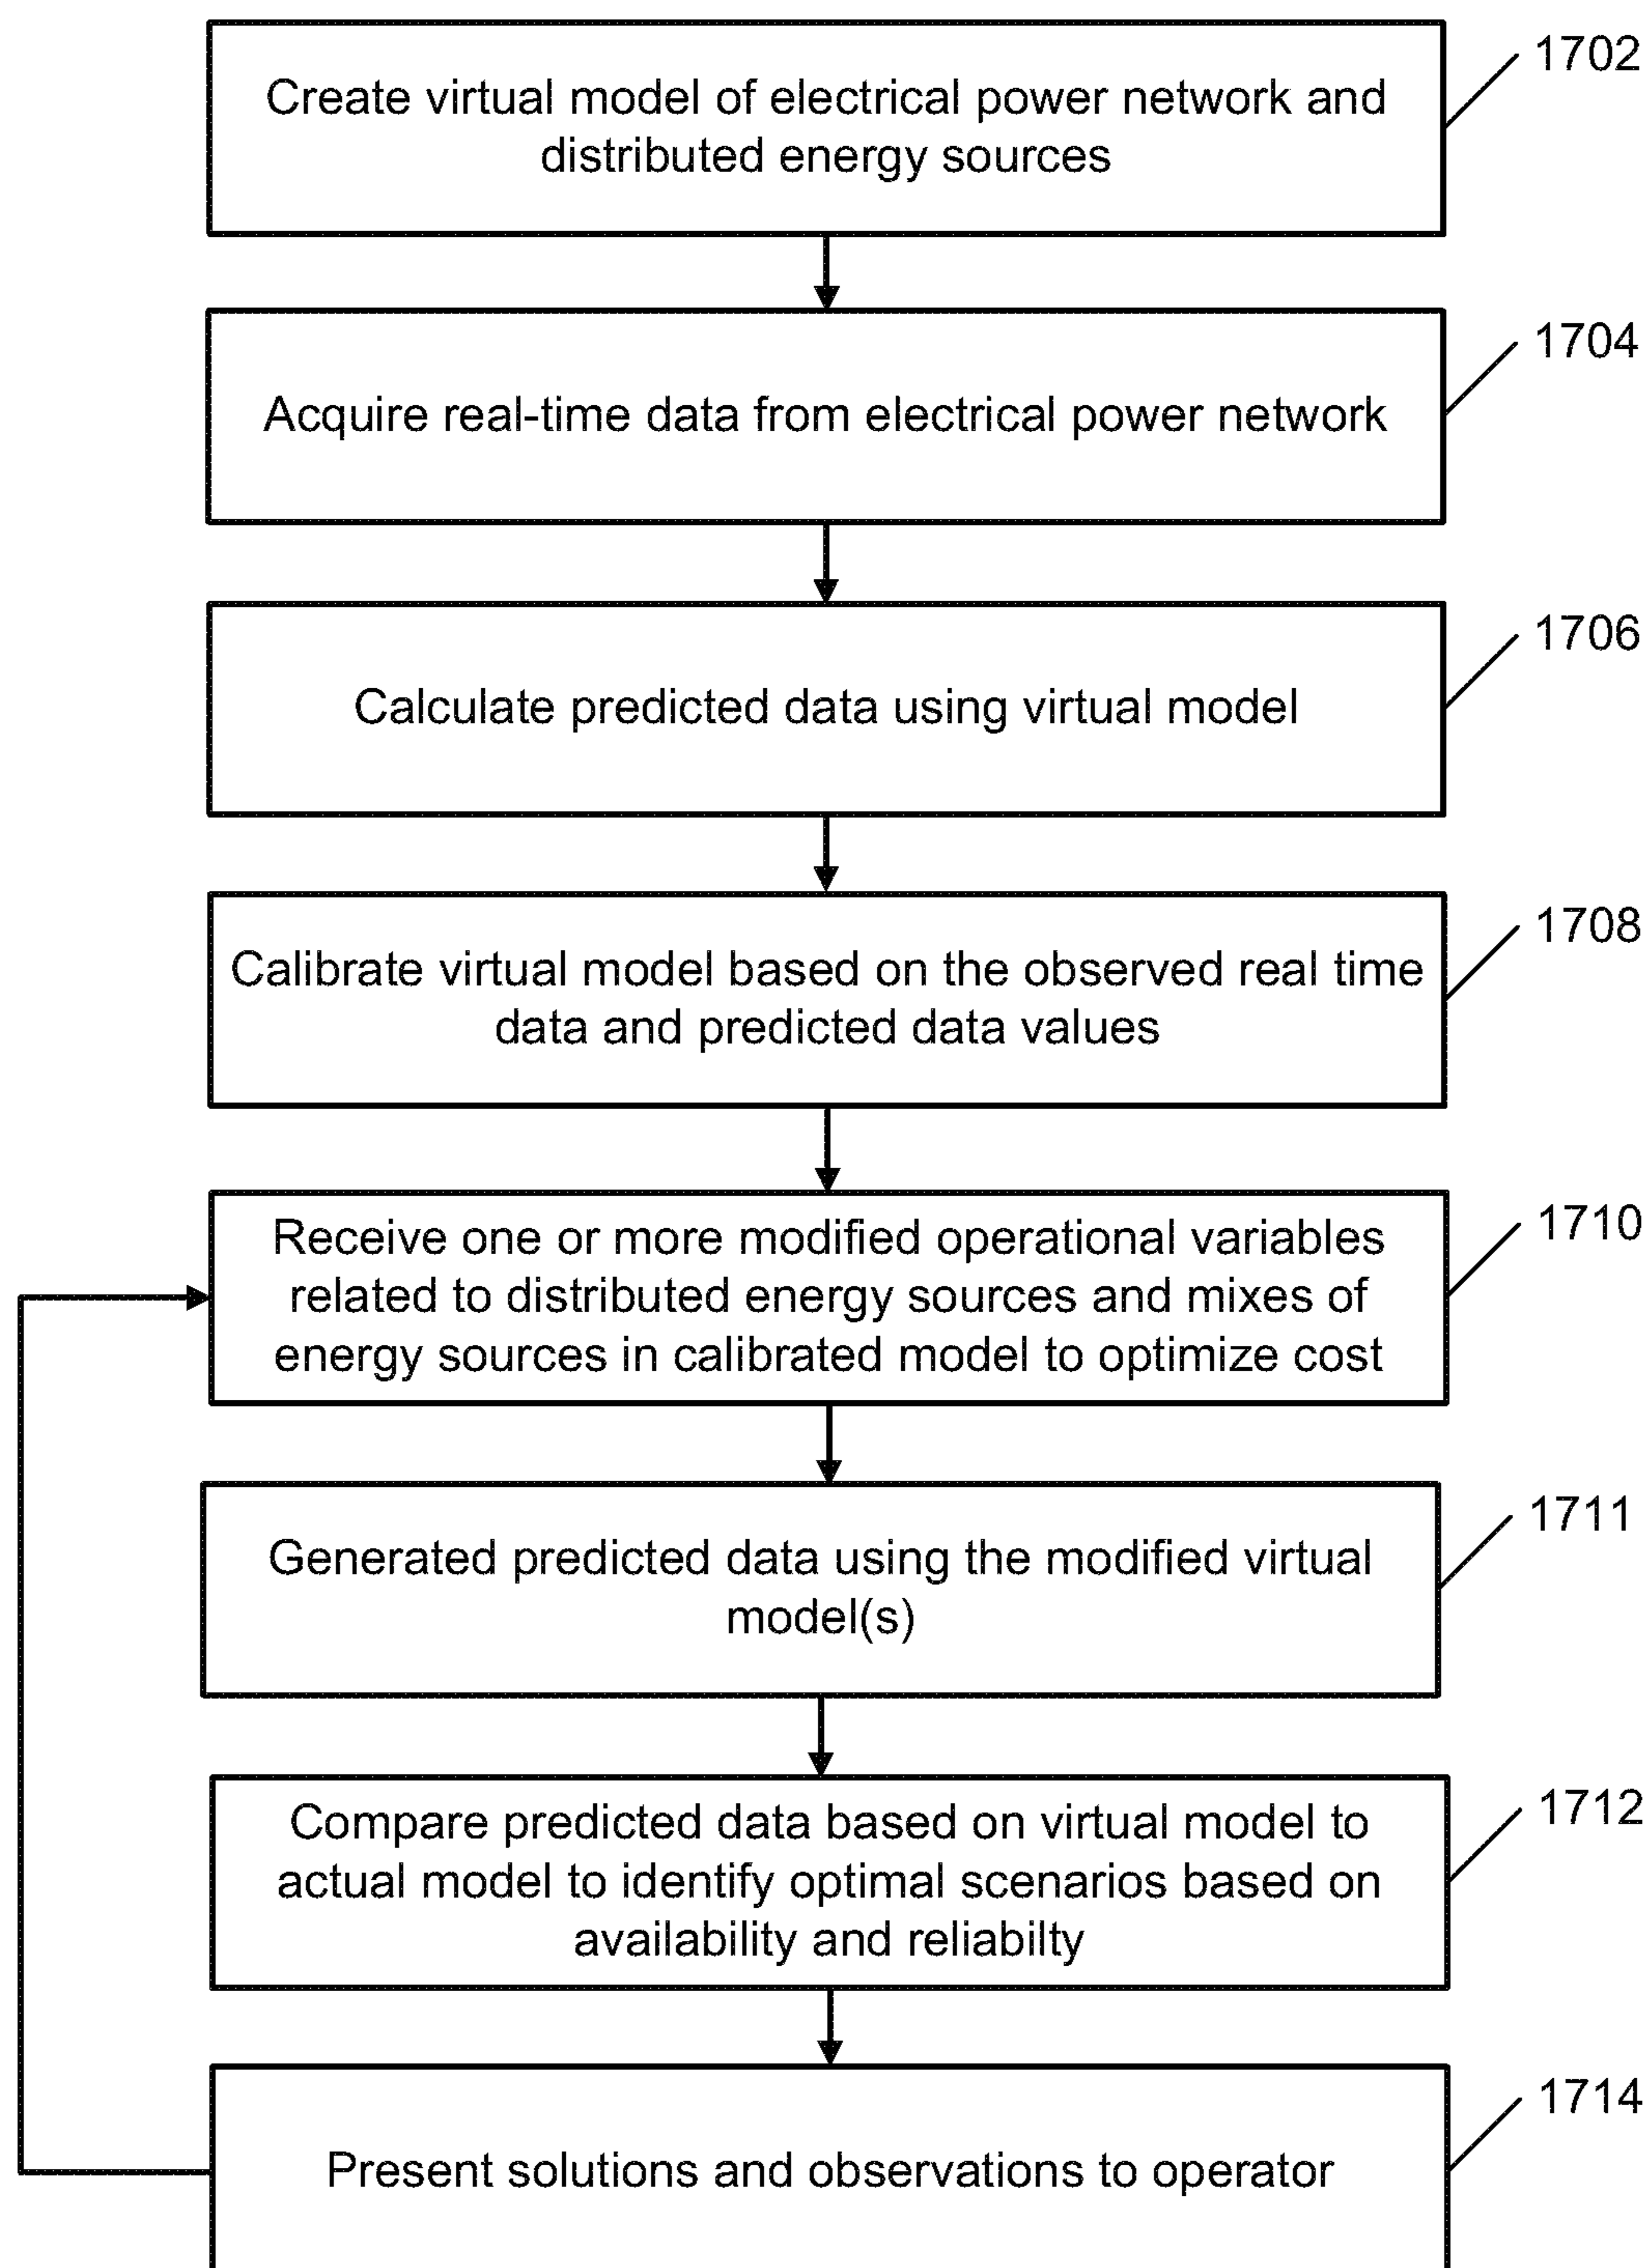 1702
Create virtual model of electrical power network and
distributed energy sources
1704
Acquire real-time data from electrical power network
1706
Calculate predicted data using virtual model
1708
Calibrate virtual model based on the observed real time
data and predicted data values
1710
Receive one or more modified operational variables
related to distributed energy sources and mixes of
energy sources in calibrated model to optimize cost
1711
Generated predicted data using the modified virtual
model(s)
1712
Compare predicted data based on virtual model to
actual model to identify optimal scenarios based on
availability and reliabilty
1714
Present solutions and observations to operator